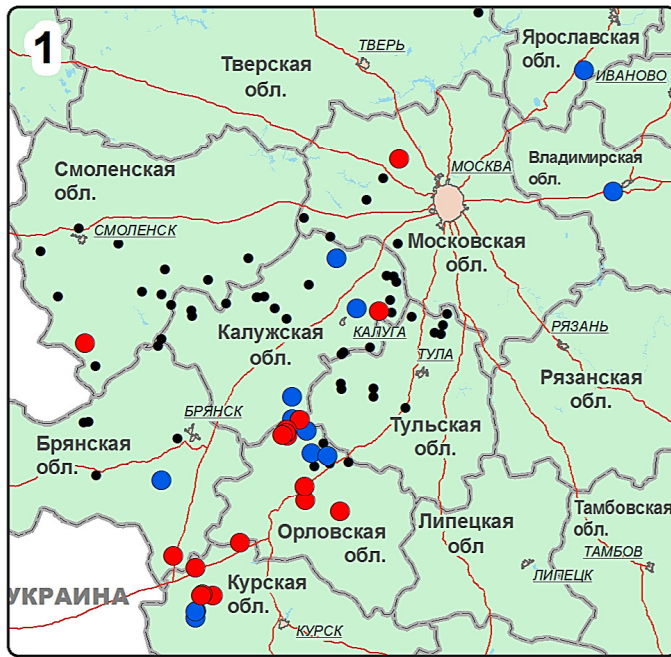 1
ТВЕРЬ
Тверская
обл.
Ярославская
обл.
ИВАНОВО
Смоленская
обл.
МОСКВА
Владимирская
обл.
СМОЛЕНСК
Московская
обл.
Калужская
обл.
КАЛУГА
ТУЛА
РЯЗАНЬ
Рязанская
обл.
БРЯНСК
Брянская
обл.
Тульская
обл.
Орловская
обл.
Липецкая
обл
Тамбовская
обл.
ТАМБОВ
ЛИПЕЦК
УКРАИНА
Курская
обл.
КУРСК